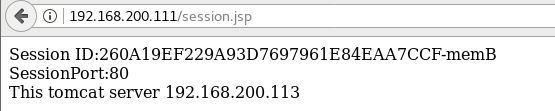 192.168.200.111/session.jsp
Session ID:260A19EF229A93D7697961E84EAA7CCF-memB
SessionPort:80
This tomcat server 192.168.200.113